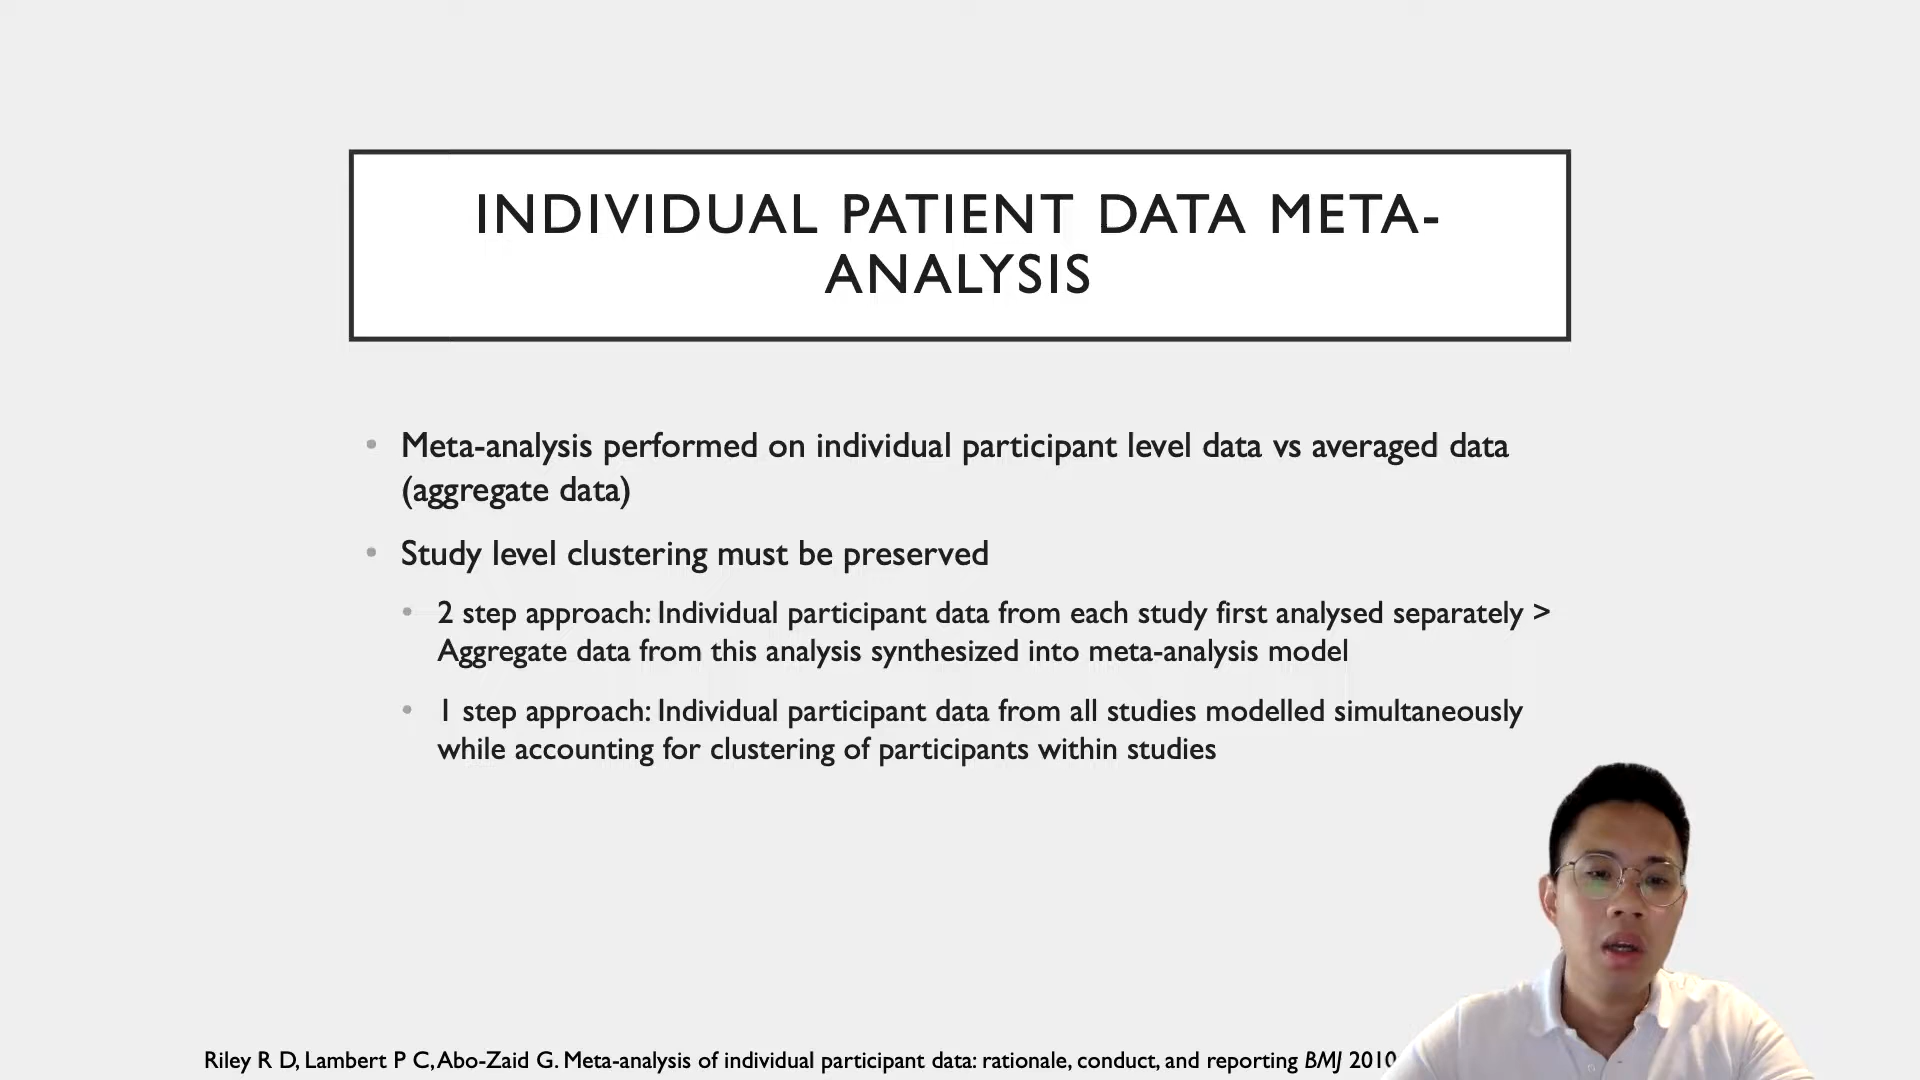 INDIVIDUAL PATIENT DATA META-
ANALYSIS
• Meta-analysis performed on individual participant level data vs averaged data
(aggregate data)
• Study level clustering must be preserved
• 2 step approach: Individual participant data from each study first analysed separately >
Aggregate data from this analysis synthesized into meta-analysis model
• 1 step approach: Individual participant data from all studies modelled simultaneously
while accounting for clustering of participants within studies
Riley R D, Lambert P C, Abo-Zaid G. Meta-analysis of individual participant data: rationale, conduct, and reporting BMJ 2010